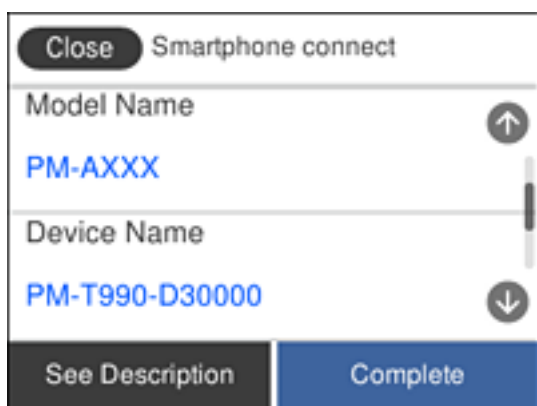 Close Smartphone connect
Model Name
PM-AXXX
Device Name
PM-T990-D30000
See Description Complete